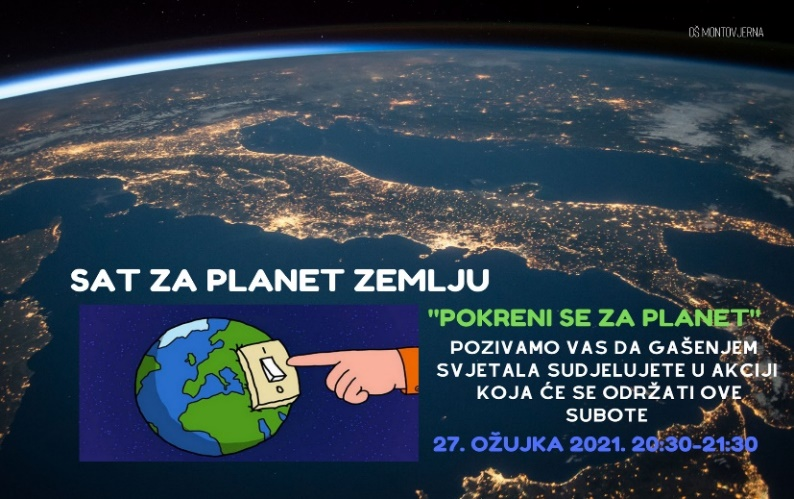 OŠ MONTOVJERNA
SAT ZA PLANET ZEMLJU
"POKRENI SE ZA PLANET"
POZIVAMO VAS DA GAŠENJEM
SVJETALA SUDJELUJETE U AKCIJI
KOJA ĆE SE ODRŽATI OVE
SUBOTE
27. OŽUJKA 2021. 20:30-21:30